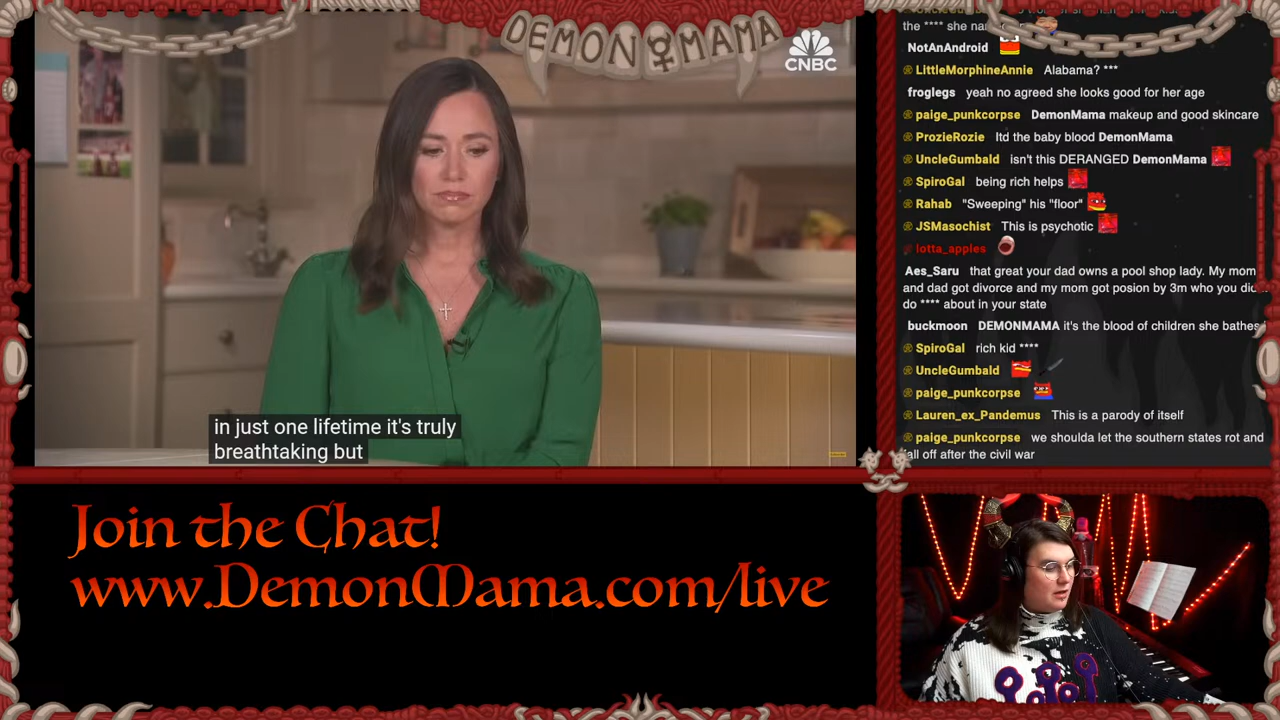 DEMON MAMA
CNBC
in just one lifetime it's truly
breathtaking but
the **** she
NotAnAndroid
LittleMorphineAnnie Alabama? ***
froglegs yeah no agreed she looks good for her age
paige_punkcorpse DemonMama makeup and good skincare
ProzieRozie Itd the baby blood DemonMama
UncleGumbald isn't this DERANGED DemonMama
SpiroGal being rich helps
Rahab "Sweeping" his "floor"
JSMasochist This is psychotic
lotta_apples
Aes_Saru that great your dad owns a pool shop lady. My mom
and dad got divorce and my mom got posion by 3m who you
do **** about in your state
buckmoon DEMONMAMA it's the blood of children she bathes
SpiroGal rich kid ****
UncleGumbald
paige_punkcorpse
Lauren_ex_Pandemus This is a parody of itself
paige_punkcorpse we shoulda let the southern states rot and
fall off after the civil war
Join the Chat!
www.DemonMama.com/live